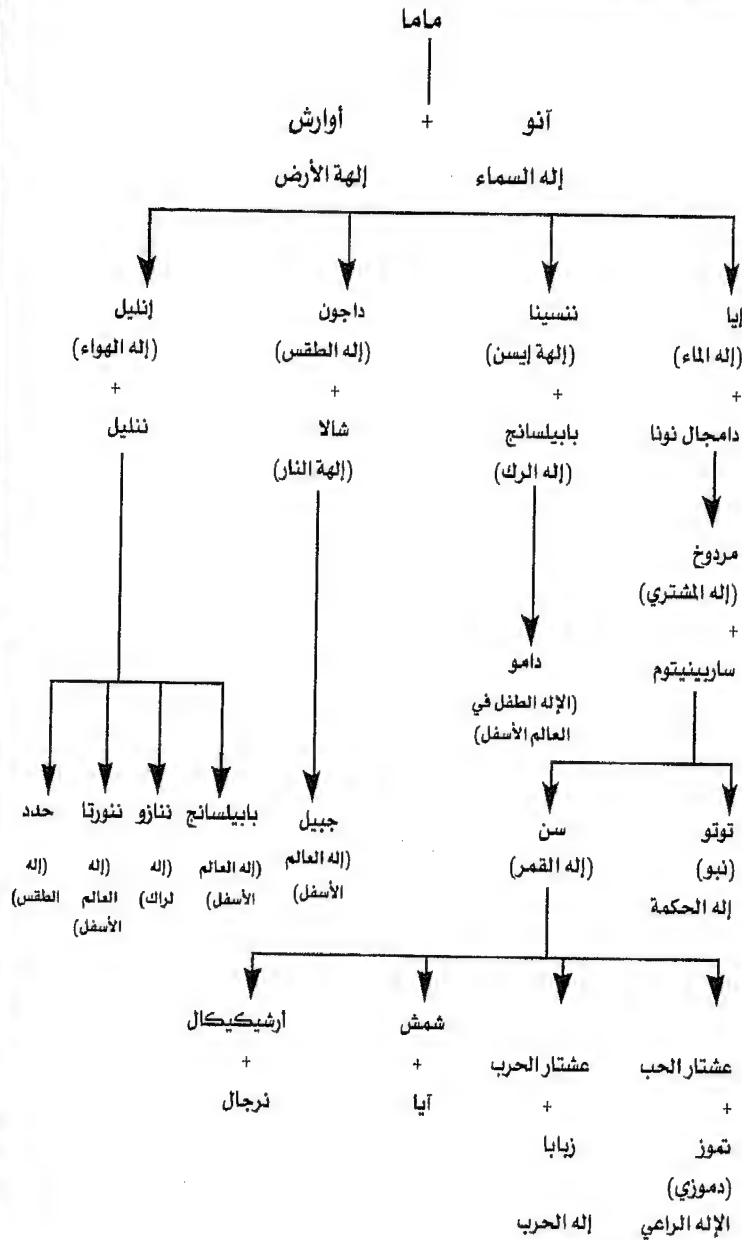 ماما
آنو + أوارش
إله السماء إلهة الأرض
إيا ننسينا داجون إنليل
(إله الماء) (إلهة إيسن) (إله الطقس) (إله الهواء)
+ + + +
دامجال نونا بابيلسانج شالا ننليل
(إله الرك) (إلهة النار)
مردوخ
(إله المشتري)
+
ساربينيتوم
دامو
(الإله الطفل في
العالم الأسفل)
توتو سن جبيل بابيلسانج ننازو ننورتا حدد
(نبو) (إله القمر) (إله العالم الأسفل) (إله العالم الأسفل) (إله لراك) (إله العالم الأسفل) (إله الطقس)
إله الحكمة
شمش أرشيكيكال
عشتار الحب عشتار الحرب + +
+ + آيا نرجال
تموز زبابا
(دموزي)
الإله الراعي إله الحرب